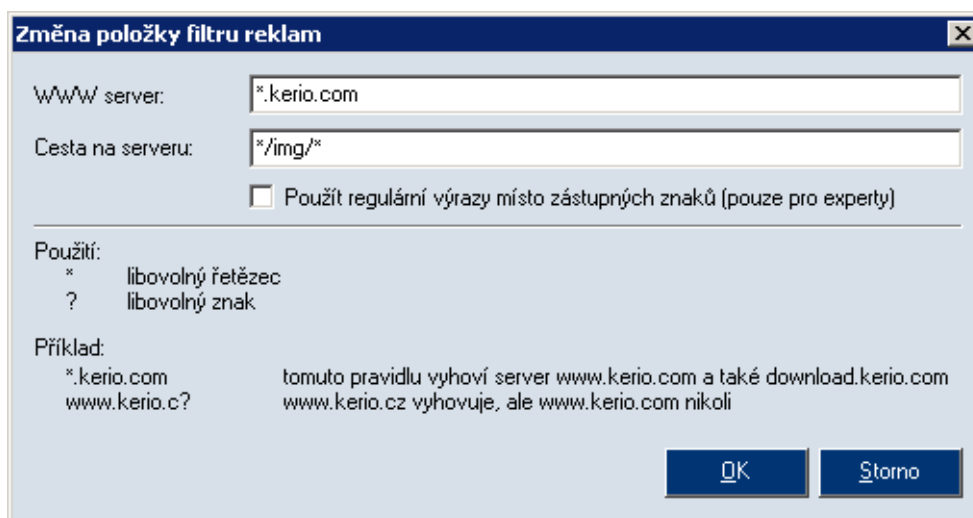 Změna položky filtru reklam
WWW server: *.kerio.com
Cesta na serveru: */img/*
Použít regulární výrazy místo zástupných znaků (pouze pro experty)
Použití:
* libovolný řetězec
? libovolný znak
Příklad:
*.kerio.com tomuto pravidlu vyhoví server www.kerio.com a také download.kerio.com
www.kerio.c? www.kerio.cz vyhovuje, ale www.kerio.com nikoli
OK Storno